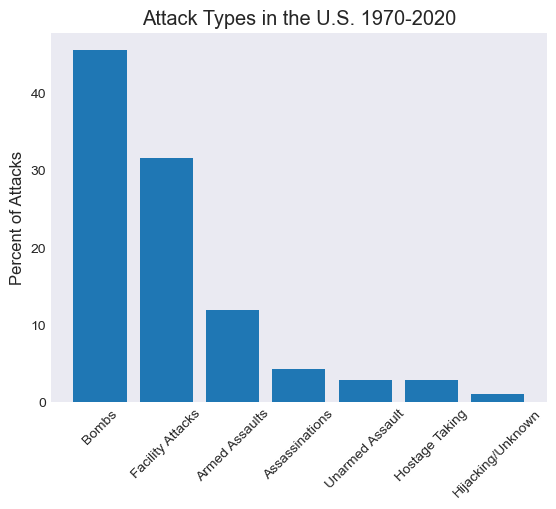 Attack Types in the U.S. 1970-2020
Percent of Attacks
40
30
20
10
0
Bombs
Facility Attacks
Armed Assaults
Assassinations
Unarmed Assault
Hostage Taking
Hijacking/Unknown